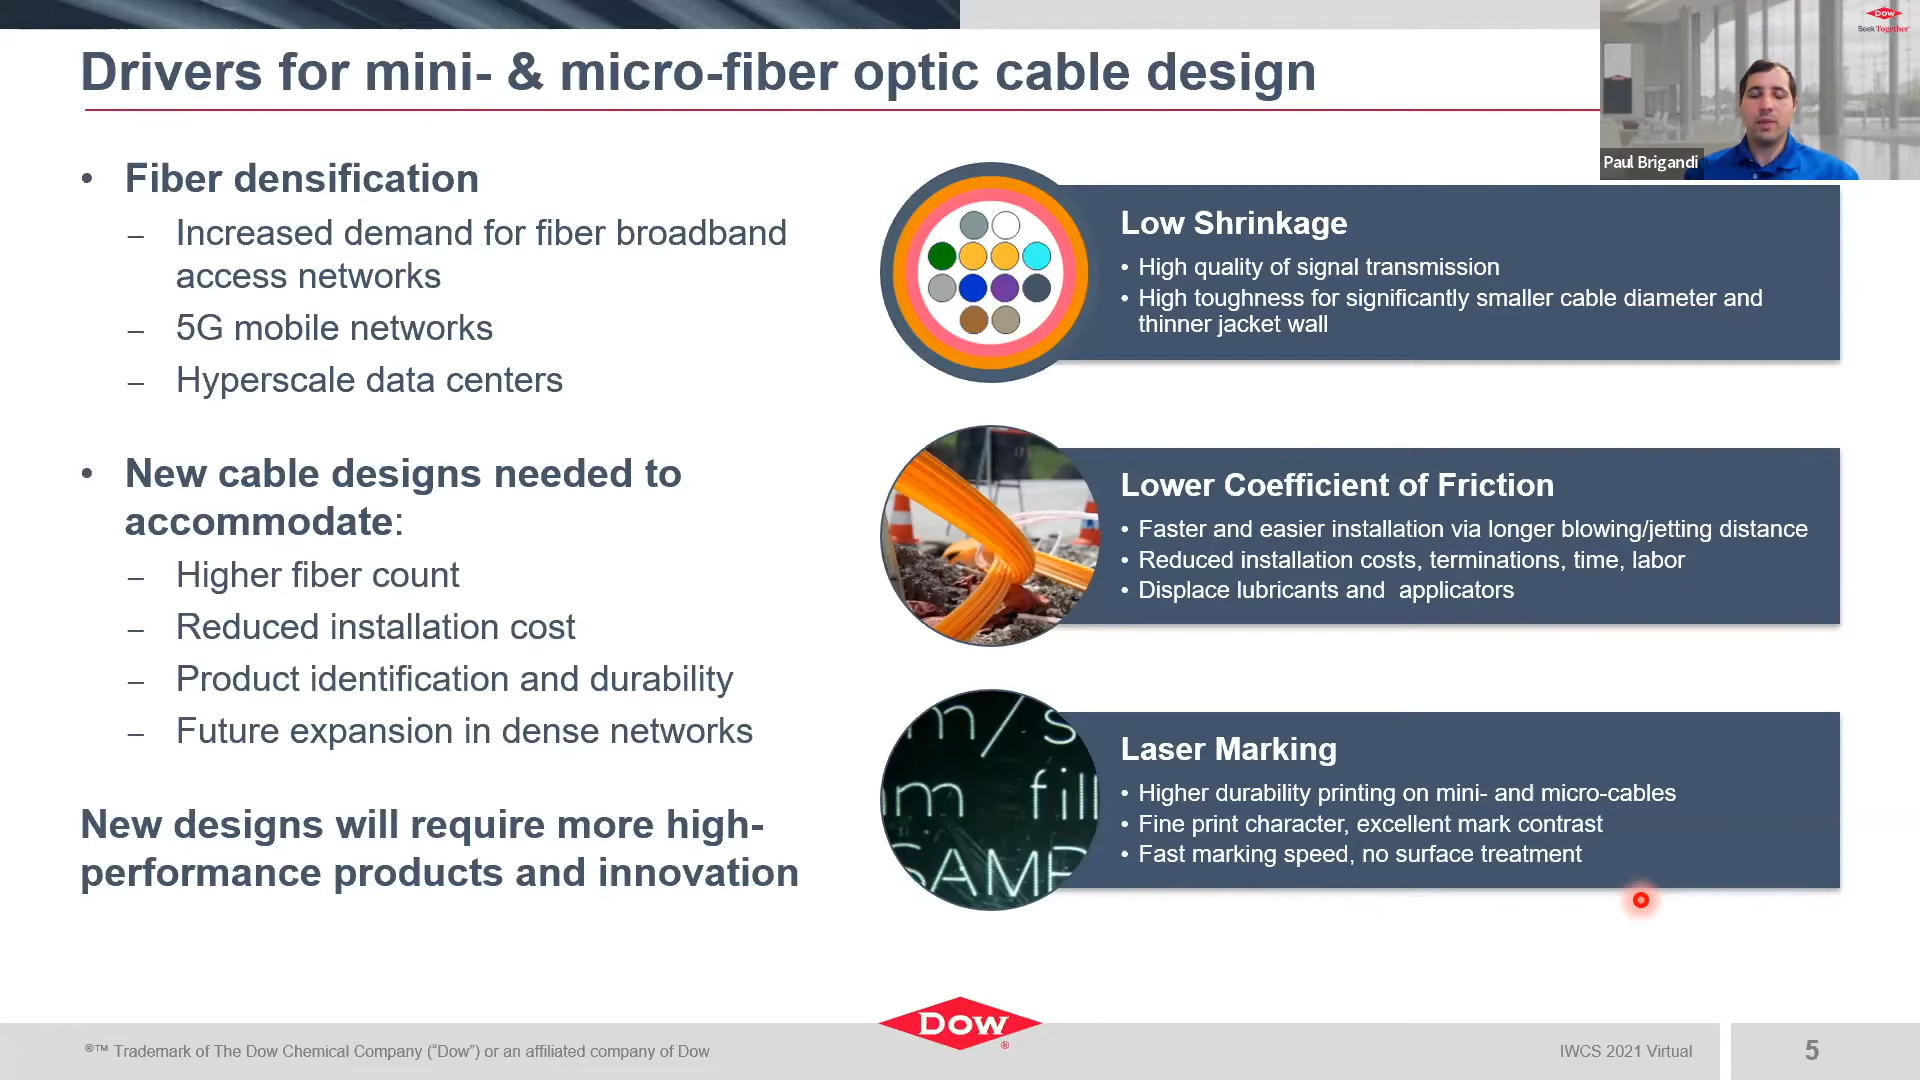 Drivers for mini- & micro-fiber optic cable design
DOW
Seek Together
Paul Brigandi
• Fiber densification
– Increased demand for fiber broadband
access networks
– 5G mobile networks
– Hyperscale data centers
• New cable designs needed to
accommodate:
– Higher fiber count
– Reduced installation cost
– Product identification and durability
– Future expansion in dense networks
New designs will require more high-
performance products and innovation
Low Shrinkage
• High quality of signal transmission
• High toughness for significantly smaller cable diameter and
thinner jacket wall
Lower Coefficient of Friction
• Faster and easier installation via longer blowing/jetting distance
• Reduced installation costs, terminations, time, labor
• Displace lubricants and  applicators
m/s
m fill
SAMP
Laser Marking
• Higher durability printing on mini- and micro-cables
• Fine print character, excellent mark contrast
• Fast marking speed, no surface treatment
®™ Trademark of The Dow Chemical Company (“Dow”) or an affiliated company of Dow
DOW®
IWCS 2021 Virtual
5